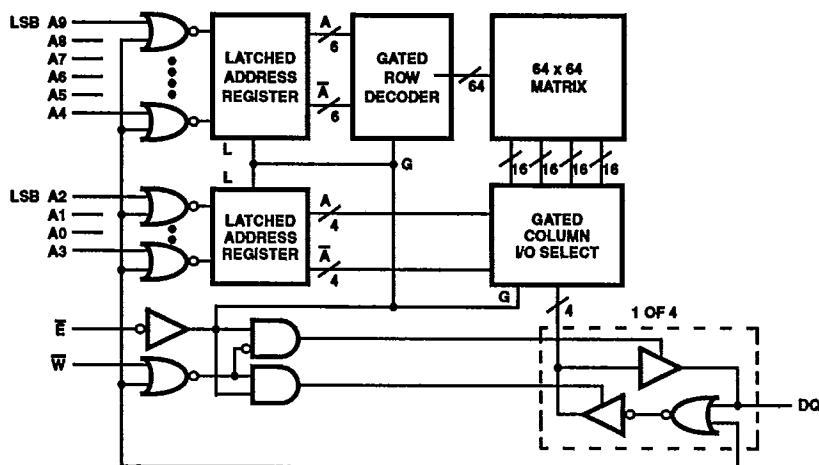 LSB A9
A8
A7
A6
A5
A4
LATCHED
ADDRESS
REGISTER
A
6
A̅
6
GATED
ROW
DECODER
64
64 x 64
MATRIX
L
L
G
16
16
16
16
LSB A2
A1
A0
A3
LATCHED
ADDRESS
REGISTER
A
4
A̅
4
GATED
COLUMN
I/O SELECT
G
4
1 OF 4
E̅
W̅
DQ